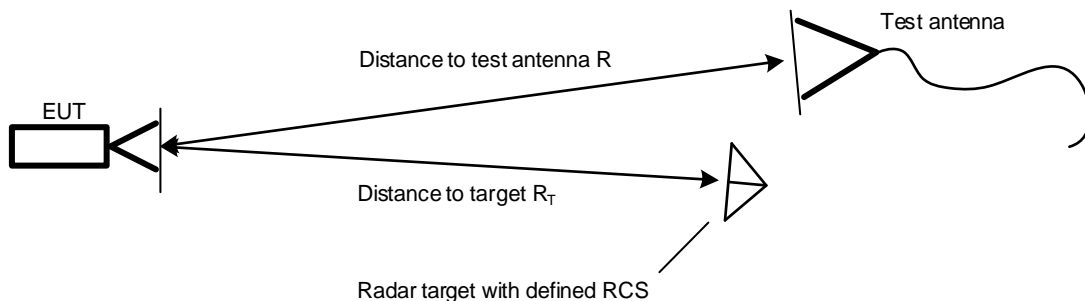 Test antenna
Distance to test antenna R
EUT
Distance to target R_T
Radar target with defined RCS